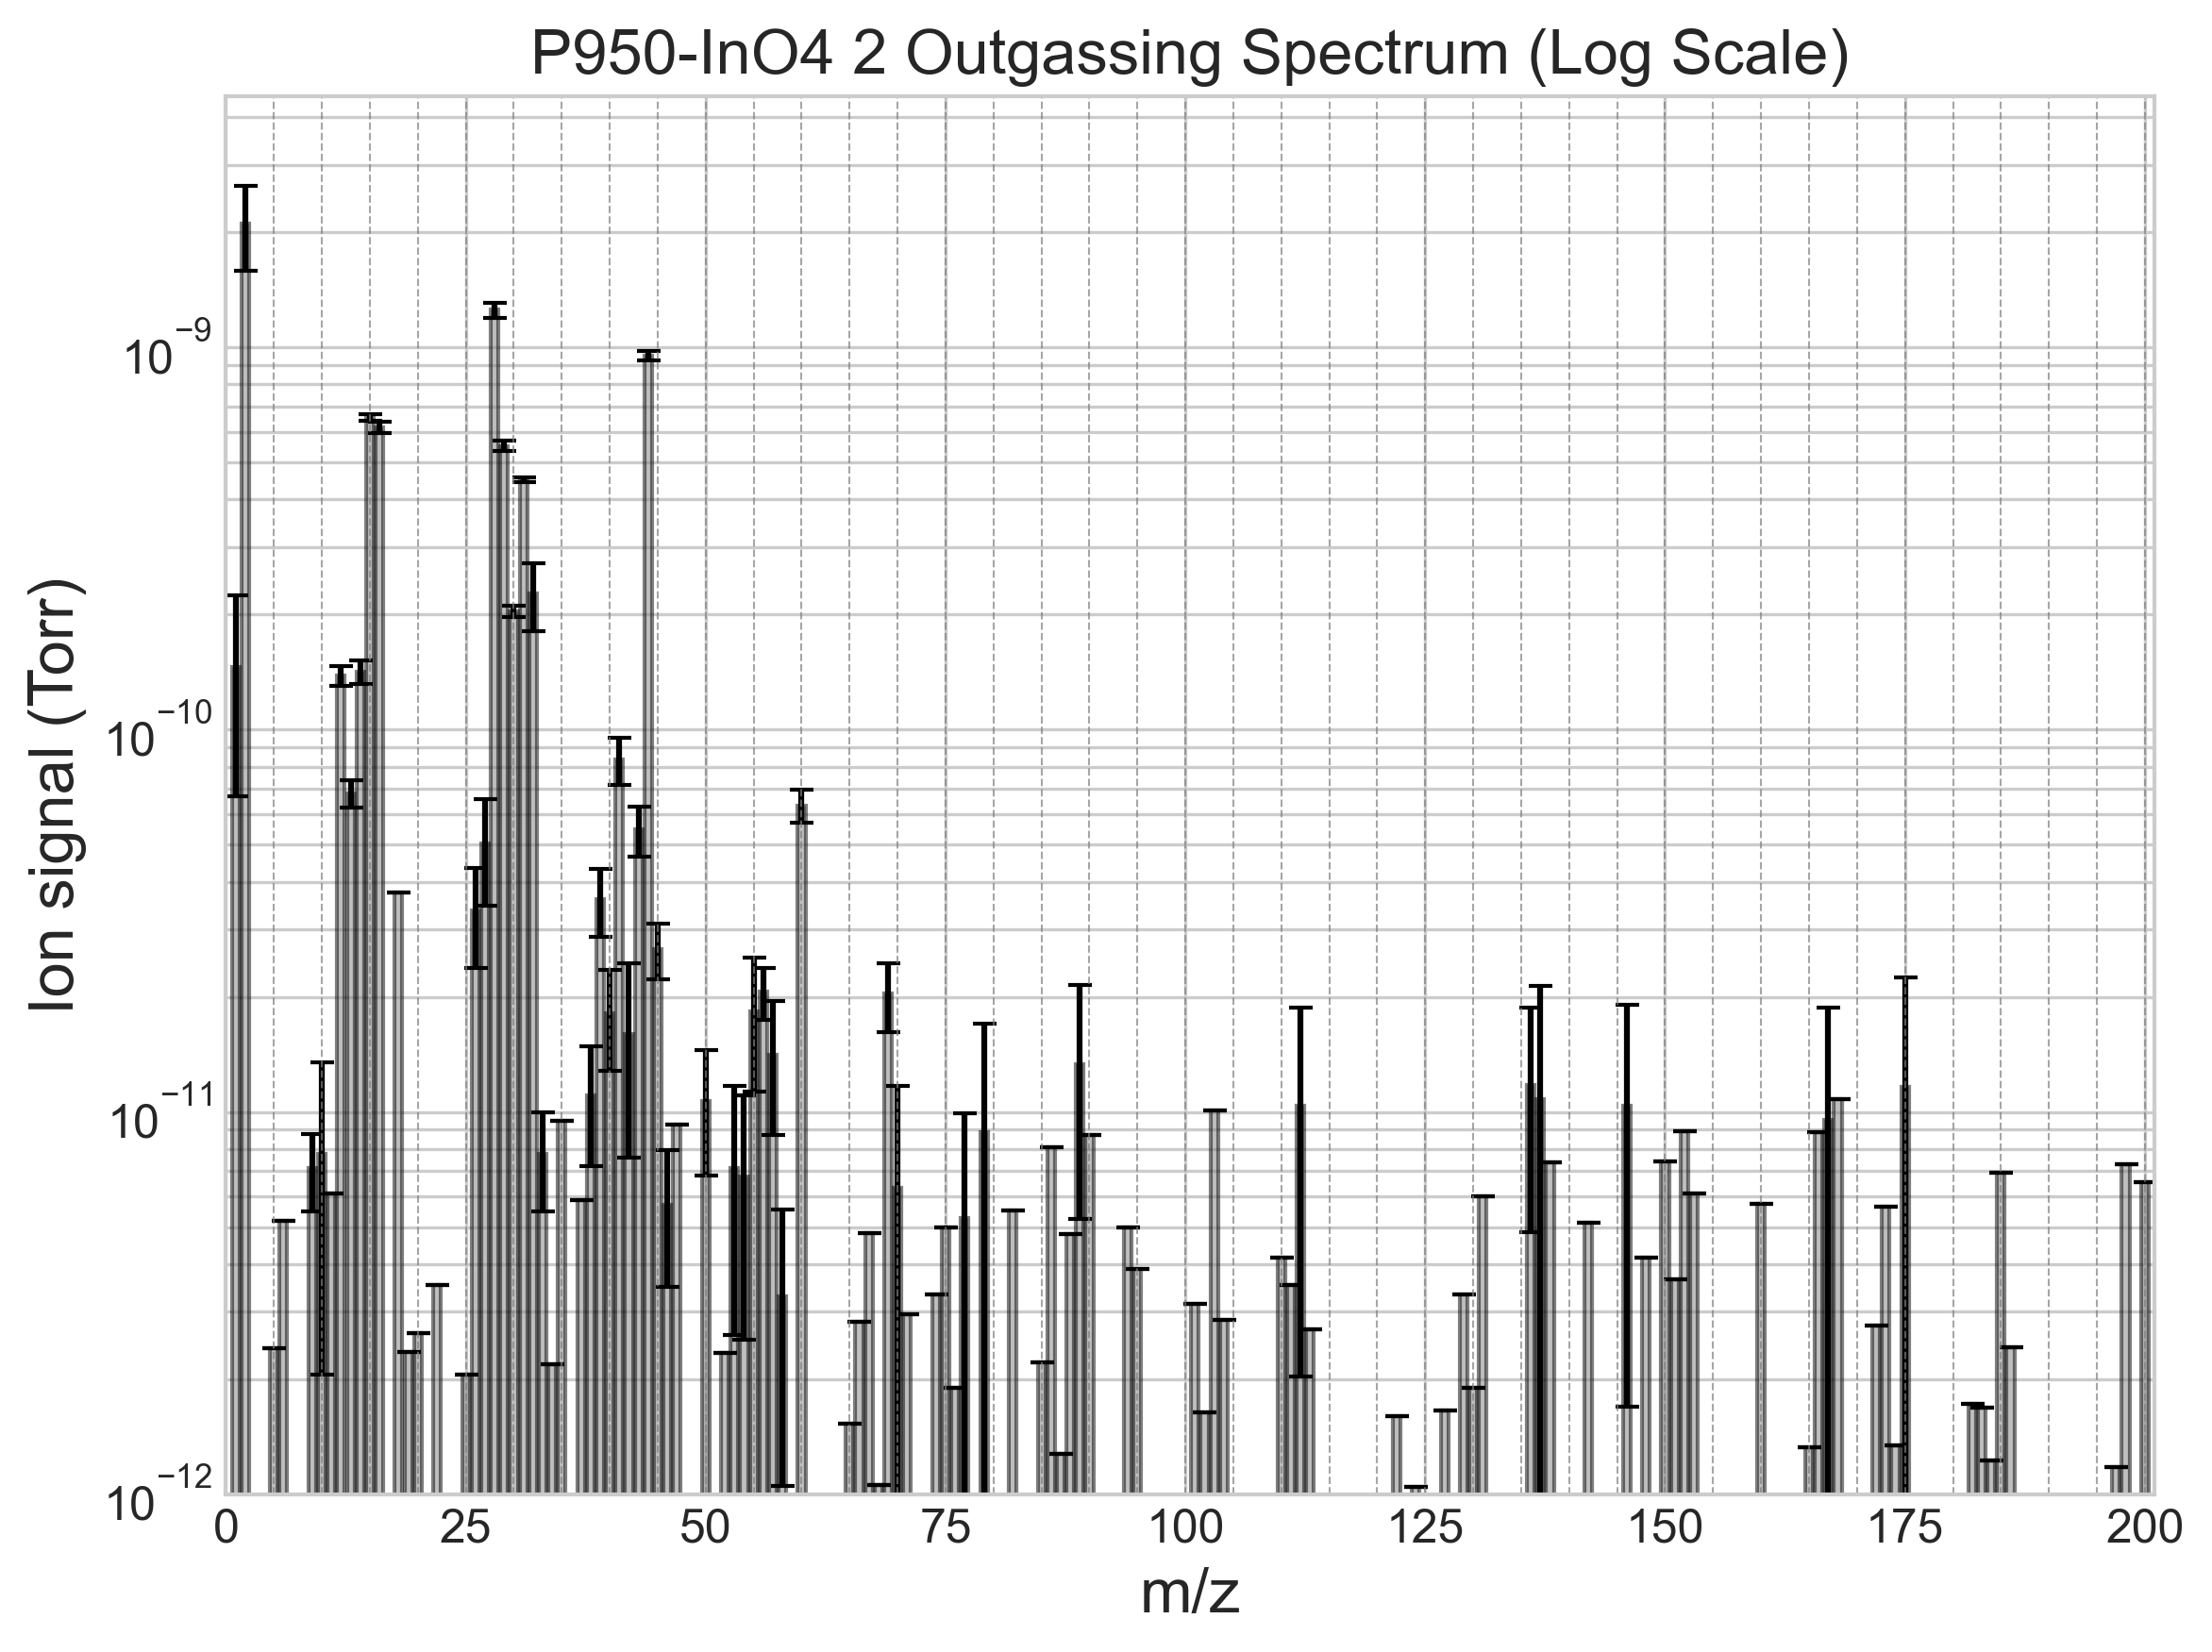 P950-InO4 2 Outgassing Spectrum (Log Scale)
Ion signal (Torr)
10⁻⁹
10⁻¹⁰
10⁻¹¹
10⁻¹²
0 25 50 75 100 125 150 175 200
m/z